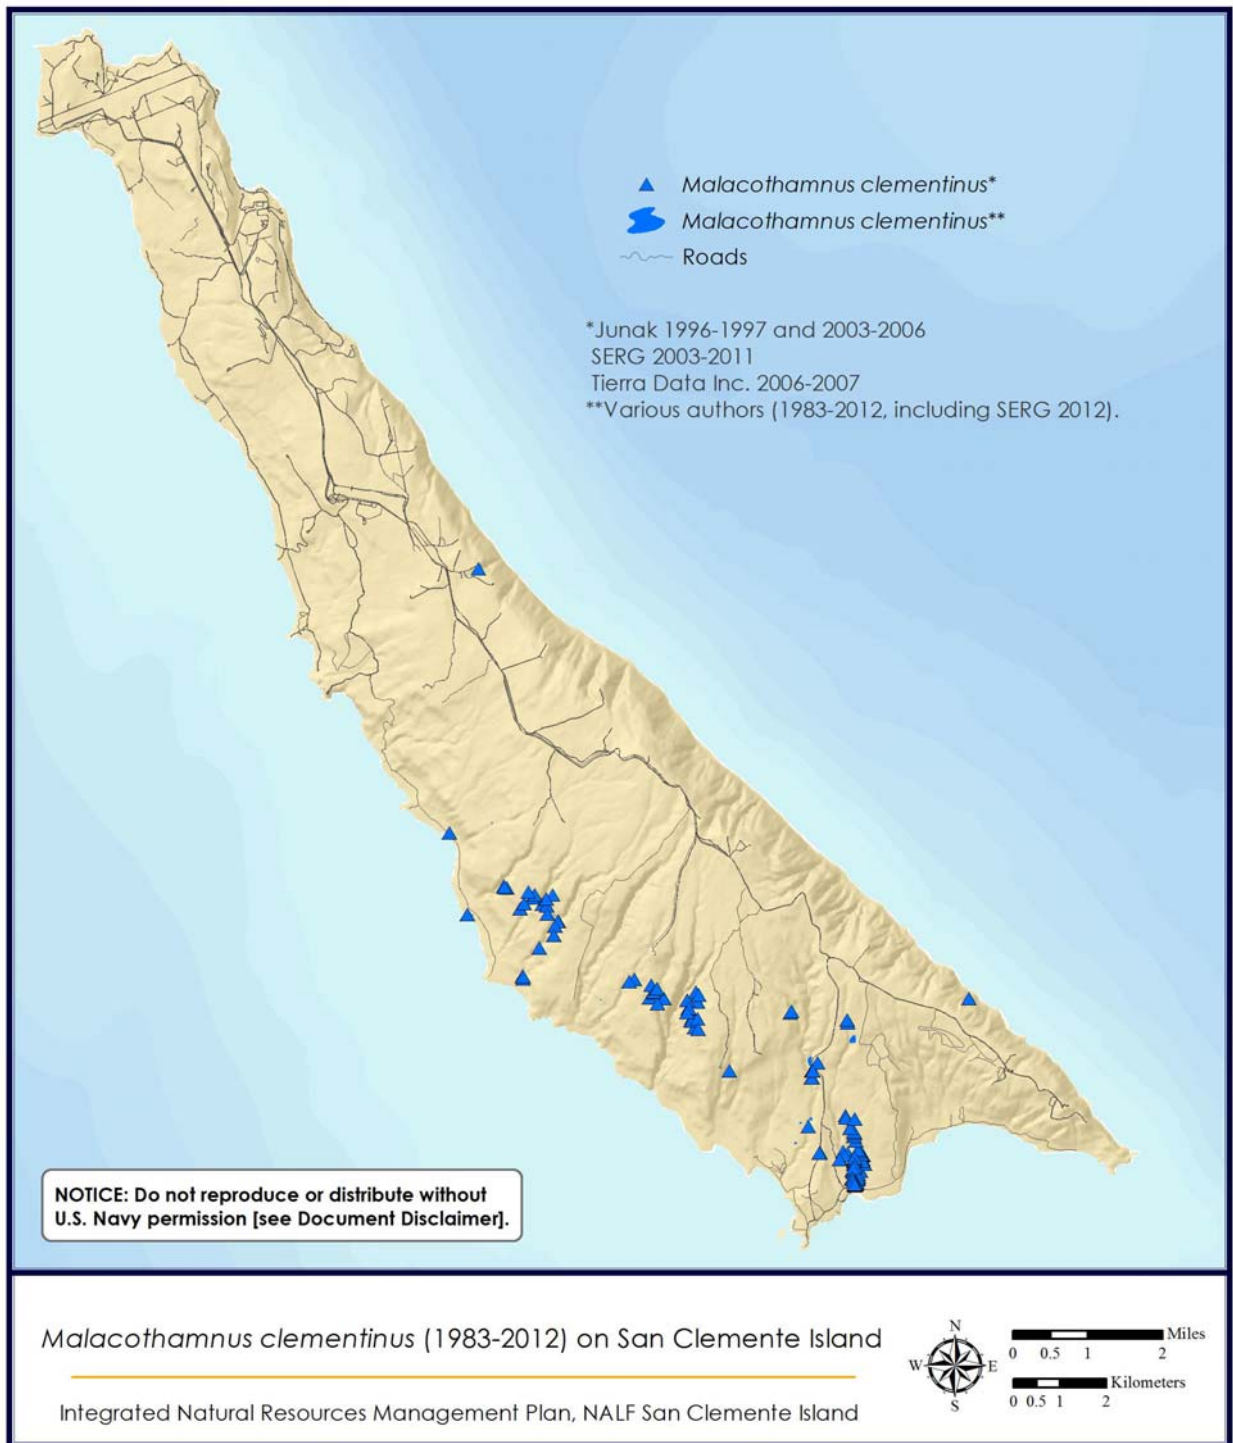 Malacothamnus clementinus*
Malacothamnus clementinus**
Roads
*Junak 1996-1997 and 2003-2006
SERG 2003-2011
Tierra Data Inc. 2006-2007
**Various authors (1983-2012, including SERG 2012).
NOTICE: Do not reproduce or distribute without
U.S. Navy permission [see Document Disclaimer].
Malacothamnus clementinus (1983-2012) on San Clemente Island
Integrated Natural Resources Management Plan, NALF San Clemente Island
N
W E
S
Miles
0 0.5 1 2
Kilometers
0 0.5 1 2